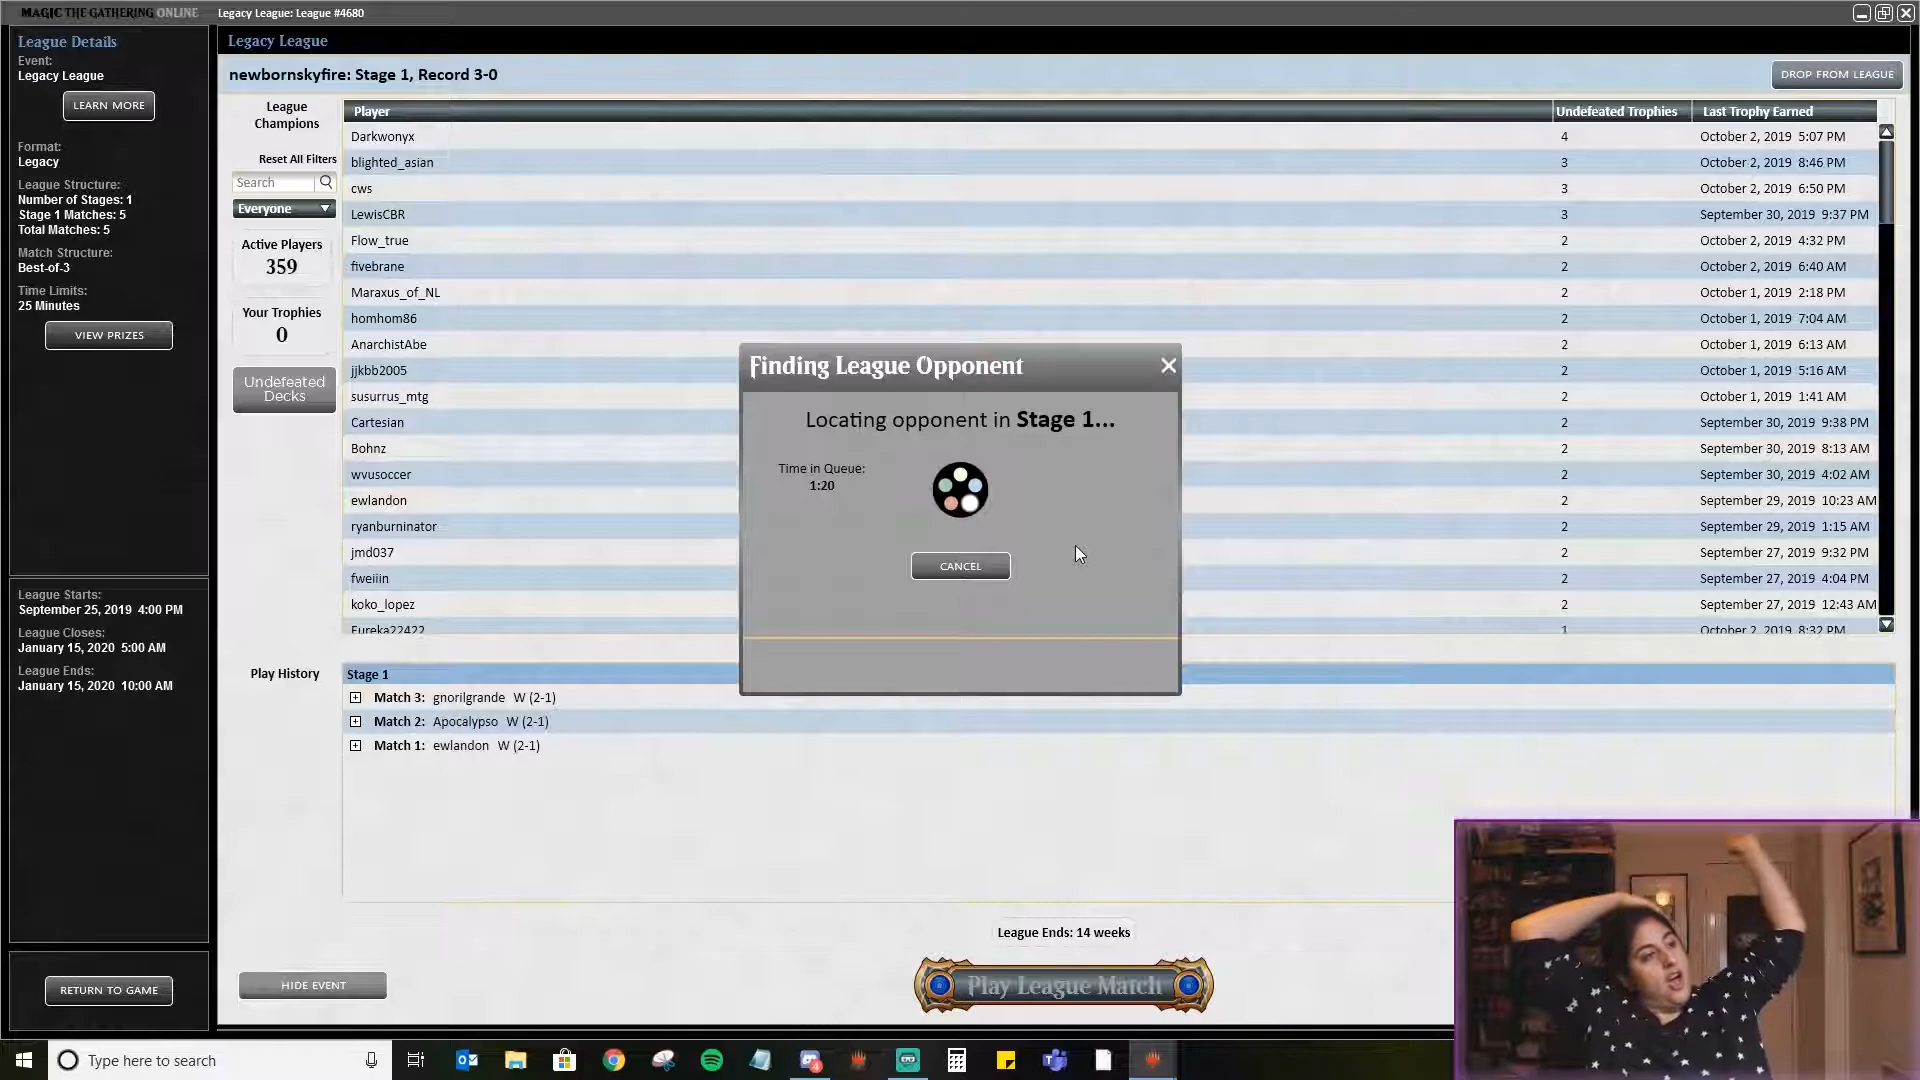 MAGIC THE GATHERING ONLINE
Legacy League: League #4680
League Details
Event:
Legacy League
LEARN MORE
Format:
Legacy
League Structure:
Number of Stages: 1
Stage 1 Matches: 5
Total Matches: 5
Match Structure:
Best-of-3
Time Limits:
25 Minutes
VIEW PRIZES
League Starts:
September 25, 2019 4:00 PM
League Closes:
January 15, 2020 5:00 AM
League Ends:
January 15, 2020 10:00 AM
RETURN TO GAME
Legacy League
newbornskyfire: Stage 1, Record 3-0
DROP FROM LEAGUE
League
Champions
Reset All Filters
Search
Everyone
Active Players
359
Your Trophies
0
Undefeated
Decks
Player Undefeated Trophies Last Trophy Earned
Darkwonyx 4 October 2, 2019 5:07 PM
blighted_asian 3 October 2, 2019 8:46 PM
cws 3 October 2, 2019 6:50 PM
LewisCBR 3 September 30, 2019 9:37 PM
Flow_true 2 October 2, 2019 4:32 PM
fivebrane 2 October 2, 2019 6:40 AM
Maraxus_of_NL 2 October 1, 2019 2:18 PM
homhom86 2 October 1, 2019 7:04 AM
AnarchistAbe 2 October 1, 2019 6:13 AM
jjkbb2005 2 October 1, 2019 5:16 AM
susurrus_mtg 2 October 1, 2019 1:41 AM
Cartesian 2 September 30, 2019 9:38 PM
Bohnz 2 September 30, 2019 8:13 AM
wvusoccer 2 September 30, 2019 4:02 AM
ewlandon 2 September 29, 2019 10:23 AM
ryanburninator 2 September 29, 2019 1:15 AM
jmd037 2 September 27, 2019 9:32 PM
fweiiin 2 September 27, 2019 4:04 PM
koko_lopez 2 September 27, 2019 12:43 AM
Eureka22422 1 October 2, 2019 8:32 PM
Finding League Opponent
Locating opponent in Stage 1...
Time in Queue:
1:20
CANCEL
Play History
Stage 1
Match 3: gnorilgrande W (2-1)
Match 2: Apocalypso W (2-1)
Match 1: ewlandon W (2-1)
League Ends: 14 weeks
HIDE EVENT
Play League Match
Type here to search
4